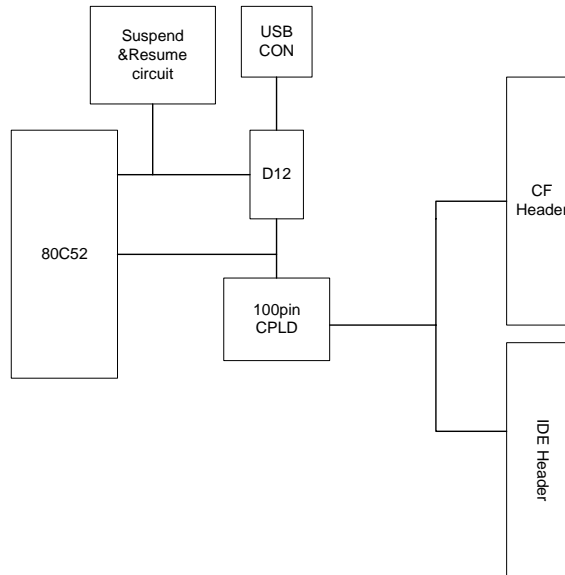 Suspend
&Resume
circuit
USB
CON
D12
80C52
CF
Header
100pin
CPLD
IDE Header